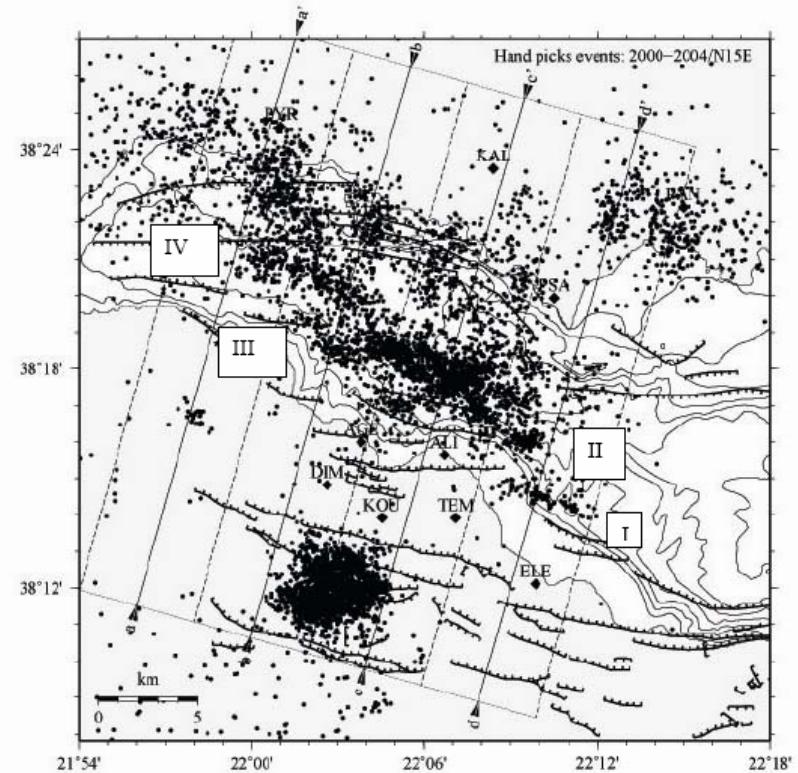 a'
b
Hand picks events: 2000−2004/N15E
c'
d'
PYR
38°24'
KAL
IV
PSA
38°18'
III
ALI
II
DIM
KOU
TEM
I
ELE
38°12'
a
c
d
km
0
5
21°54'
22°00'
22°06'
22°12'
22°18'